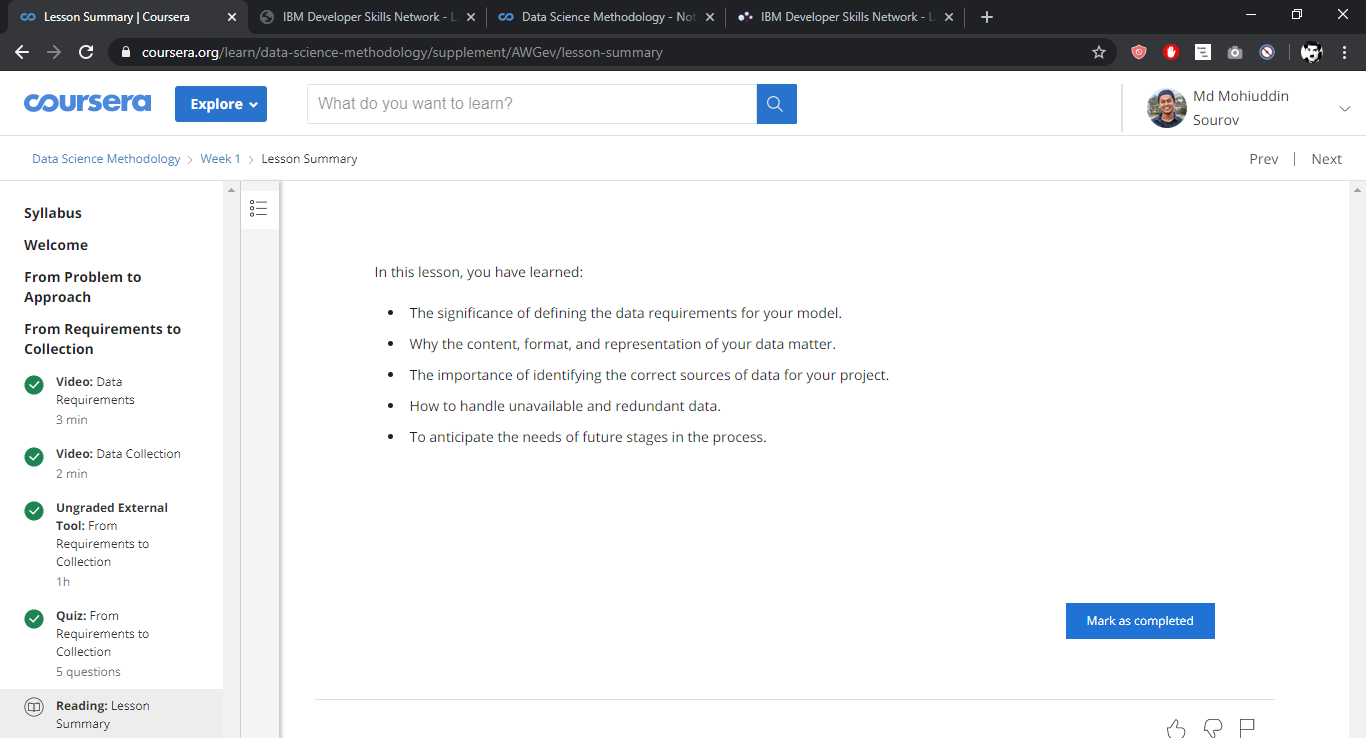 Lesson Summary | Coursera
IBM Developer Skills Network - L
Data Science Methodology - Not
IBM Developer Skills Network - L
coursera.org/learn/data-science-methodology/supplement/AWGev/lesson-summary
coursera
Explore
What do you want to learn?
Md Mohiuddin
Sourov
Data Science Methodology > Week 1 > Lesson Summary
Prev | Next
Syllabus
Welcome
From Problem to
Approach
From Requirements to
Collection
Video: Data
Requirements
3 min
Video: Data Collection
2 min
Ungraded External
Tool: From
Requirements to
Collection
1h
Quiz: From
Requirements to
Collection
5 questions
Reading: Lesson
Summary
In this lesson, you have learned:
• The significance of defining the data requirements for your model.
• Why the content, format, and representation of your data matter.
• The importance of identifying the correct sources of data for your project.
• How to handle unavailable and redundant data.
• To anticipate the needs of future stages in the process.
Mark as completed